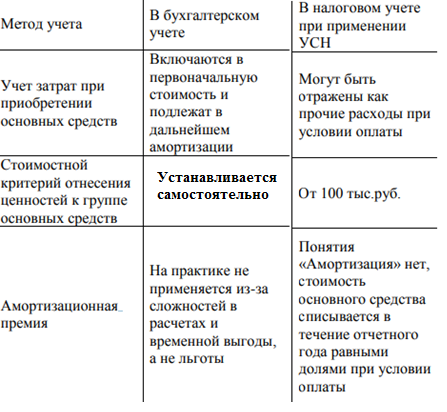 Метод учета
В бухгалтерском
учете
В налоговом учете
при применении
УСН
Учет затрат при
приобретении
основных средств
Включаются в
первоначальную
стоимость и
подлежат в
дальнейшем
амортизации
Могут быть
отражены как
прочие расходы при
условии оплаты
Стоимостной
критерий отнесения
ценностей к группе
основных средств
Устанавливается
самостоятельно
От 100 тыс.руб.
Амортизационная
премия
На практике не
применяется из-за
сложностей в
расчетах и
временной выгоды,
а не льготы
Понятия
«Амортизация» нет,
стоимость
основного средства
списывается в
течение отчетного
года равными
долями при условии
оплаты